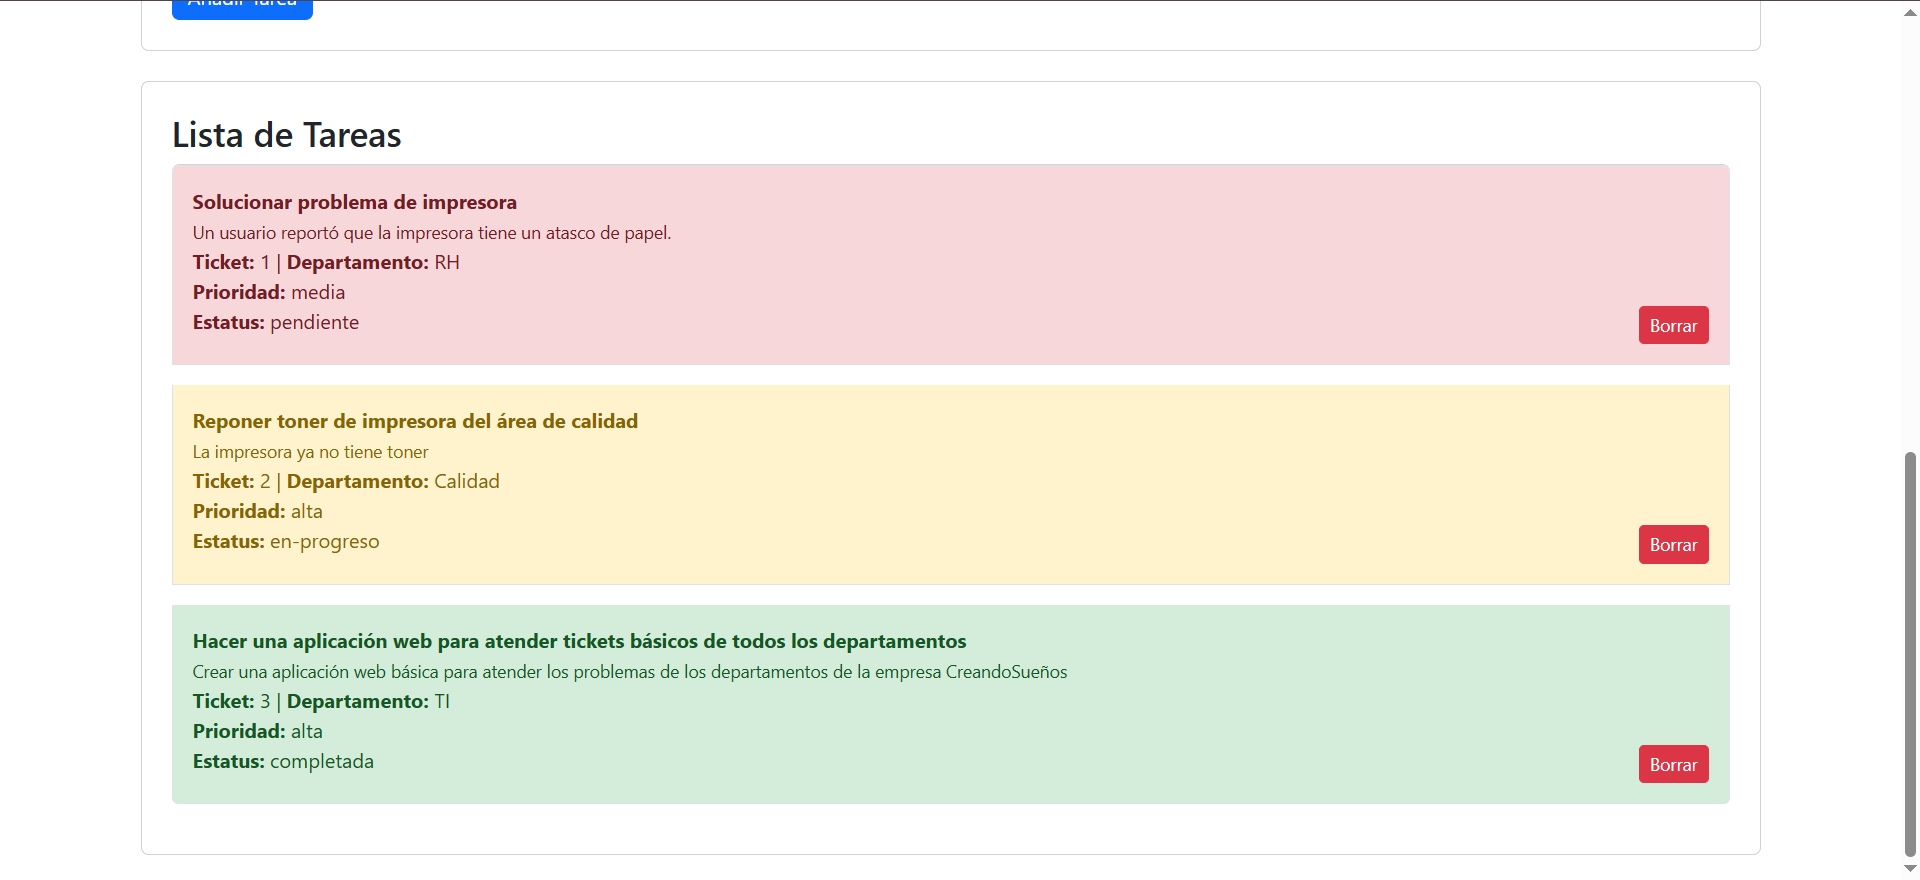 Añadir Tarea
Lista de Tareas
Solucionar problema de impresora
Un usuario reportó que la impresora tiene un atasco de papel.
Ticket: 1 | Departamento: RH
Prioridad: media
Estatus: pendiente
Borrar
Reponer toner de impresora del área de calidad
La impresora ya no tiene toner
Ticket: 2 | Departamento: Calidad
Prioridad: alta
Estatus: en-progreso
Borrar
Hacer una aplicación web para atender tickets básicos de todos los departamentos
Crear una aplicación web básica para atender los problemas de los departamentos de la empresa CreandoSueños
Ticket: 3 | Departamento: TI
Prioridad: alta
Estatus: completada
Borrar